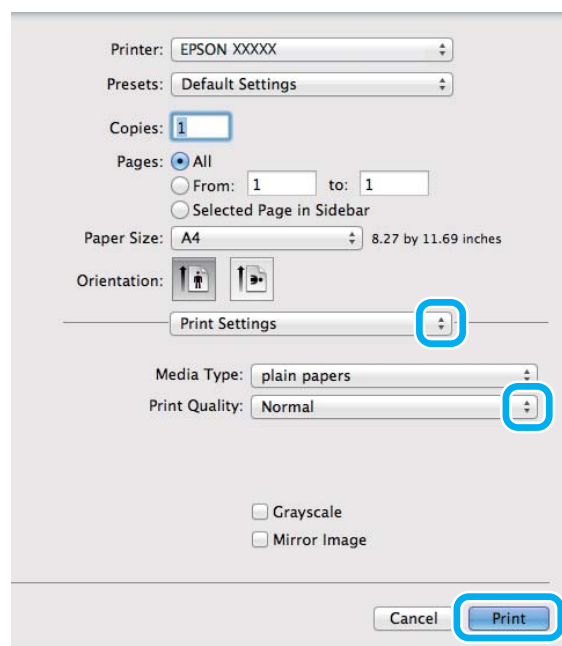 Printer: EPSON XXXXX
Presets: Default Settings
Copies: 1
Pages: All
From: 1 to: 1
Selected Page in Sidebar
Paper Size: A4 8.27 by 11.69 inches
Orientation:
Print Settings
Media Type: plain papers
Print Quality: Normal
Grayscale
Mirror Image
Cancel Print